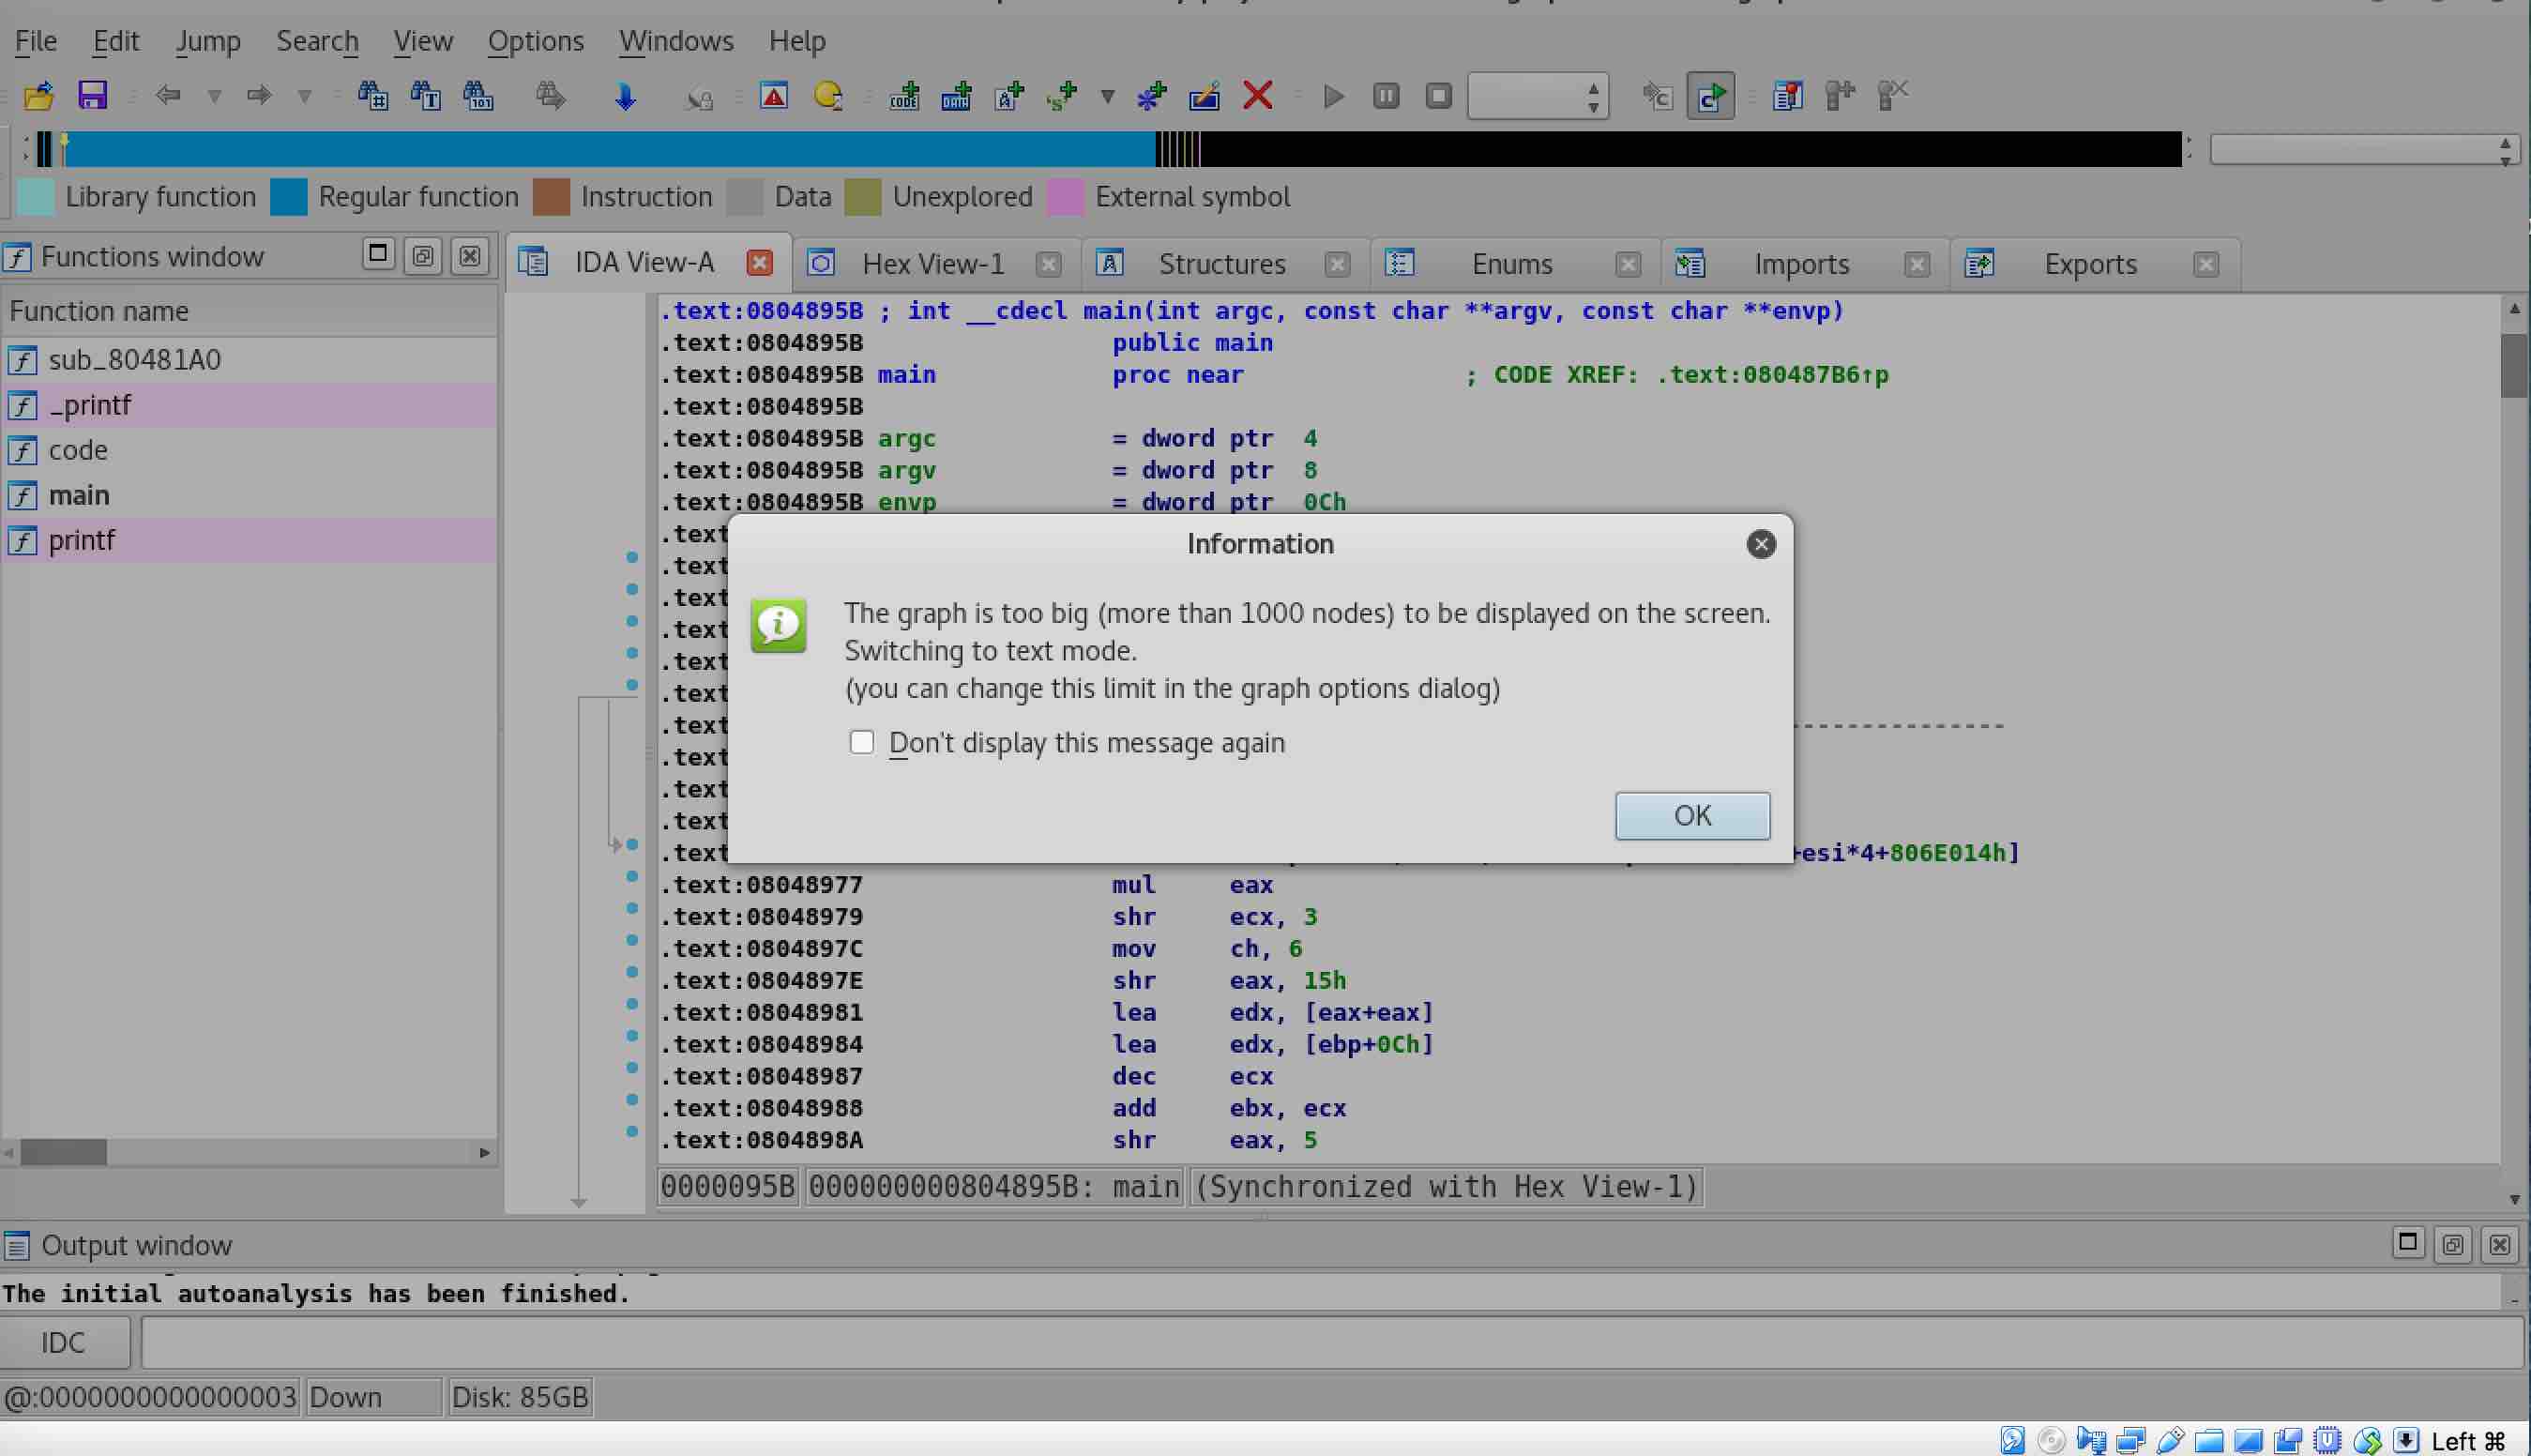 File Edit Jump Search View Options Windows Help
Library function Regular function Instruction Data Unexplored External symbol
Functions window
IDA View-A Hex View-1 Structures Enums Imports Exports
Function name
sub_80481A0
_printf
code
main
printf
.text:0804895B ; int __cdecl main(int argc, const char **argv, const char **envp)
.text:0804895B public main
.text:0804895B main proc near ; CODE XREF: .text:080487B6↑p
.text:0804895B
.text:0804895B argc = dword ptr 4
.text:0804895B argv = dword ptr 8
.text:0804895B envp = dword ptr 0Ch
.text
.text
.text
.text
.text
.text
.text
.text
.text
.text
.text +esi*4+806E014h]
Information
The graph is too big (more than 1000 nodes) to be displayed on the screen.
Switching to text mode.
(you can change this limit in the graph options dialog)
Don't display this message again
OK
.text:08048977 mul eax
.text:08048979 shr ecx, 3
.text:0804897C mov ch, 6
.text:0804897E shr eax, 15h
.text:08048981 lea edx, [eax+eax]
.text:08048984 lea edx, [ebp+0Ch]
.text:08048987 dec ecx
.text:08048988 add ebx, ecx
.text:0804898A shr eax, 5
0000095B 000000000804895B: main (Synchronized with Hex View-1)
Output window
The initial autoanalysis has been finished.
IDC
@:0000000000000003 Down Disk: 85GB
Left ⌘